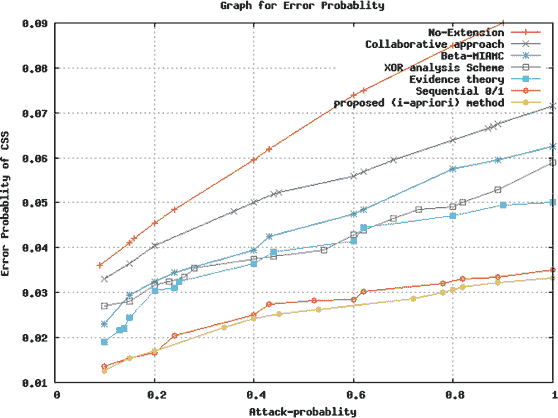 Graph for Error Probablity
0.09
0.08
0.07
0.06
0.05
0.04
0.03
0.02
0.01
0
0.2
0.4
0.6
0.8
1
Error Probablity of CSS
Attack-probablity
No-Extension
Collaborative approach
Beta-MIAMC
XOR analysis Scheme
Evidence theory
Sequential 0/1
proposed (i-apriori) method